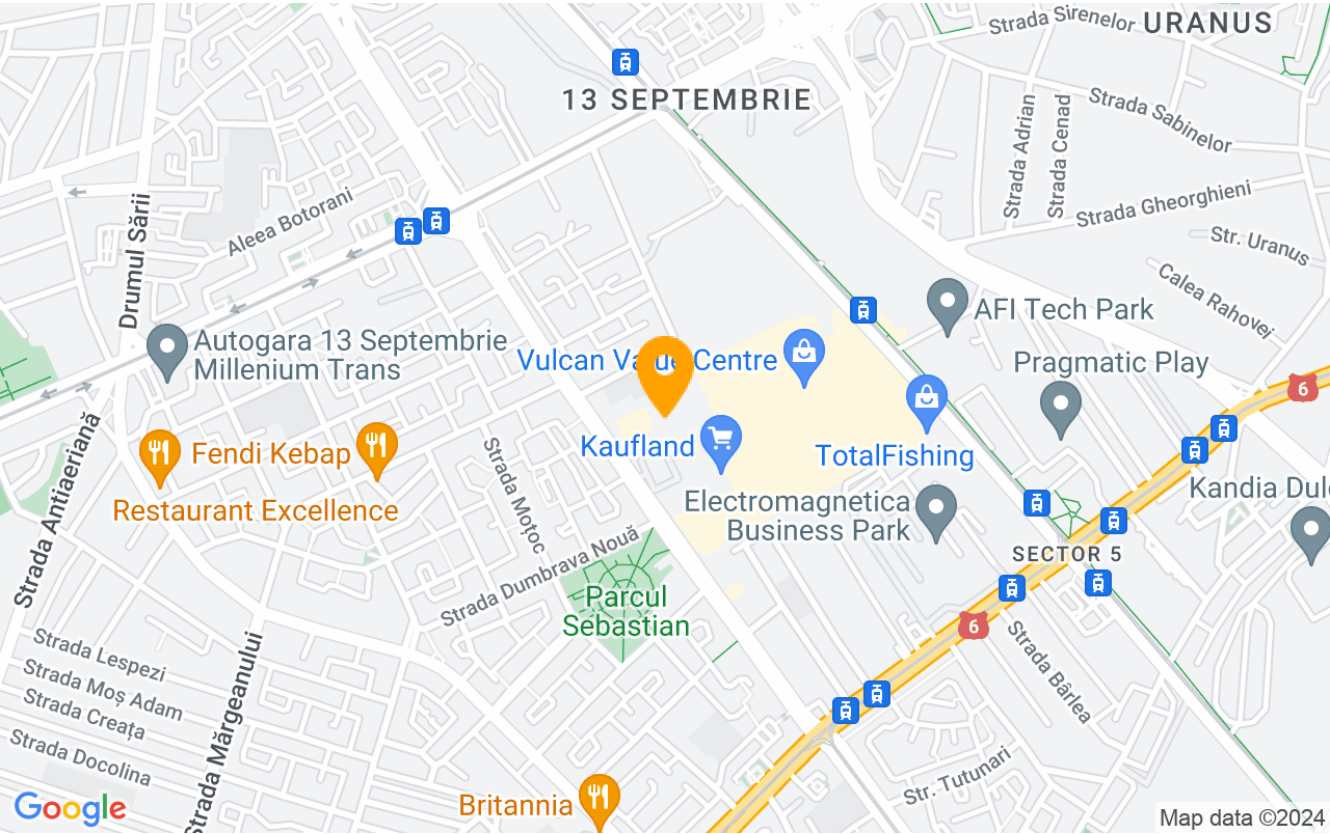 Strada Sirenelor
URANUS
13 SEPTEMBRIE
Strada Sabinelor
Strada Adrian
Strada Cenad
Strada Gheorghieni
Str. Uranus
Calea Rahovei
Drumul Sării
Aleea Botorani
AFI Tech Park
Autogara 13 Septembrie
Millenium Trans
Vulcan Value Centre
Pragmatic Play
6
Strada Antiaeriană
Fendi Kebap
Restaurant Excellence
Strada Moțoc
Kaufland
TotalFishing
Electromagnetica
Business Park
Kandia Dulc
SECTOR 5
Strada Dumbrava Nouă
Parcul
Sebastian
6
Strada Bârlea
Strada Lespezi
Strada Moș Adam
Strada Creața
Strada Docolina
Strada Mărgeanului
Str. Tutunari
Britannia
Google
Map data ©2024